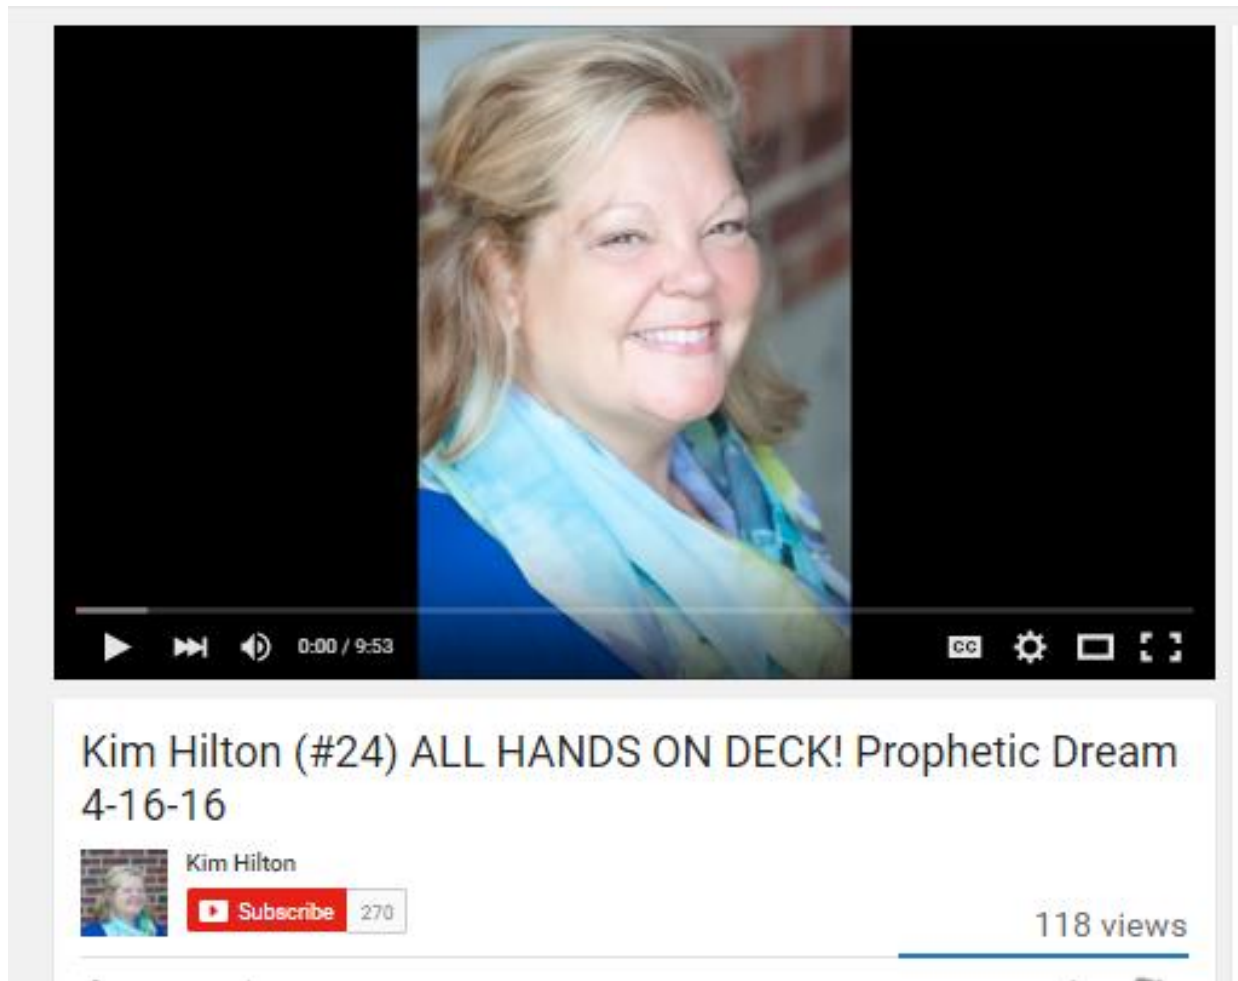 0:00 / 9:53
CC
Kim Hilton (#24) ALL HANDS ON DECK! Prophetic Dream
4-16-16
Kim Hilton
Subscribe 270
118 views